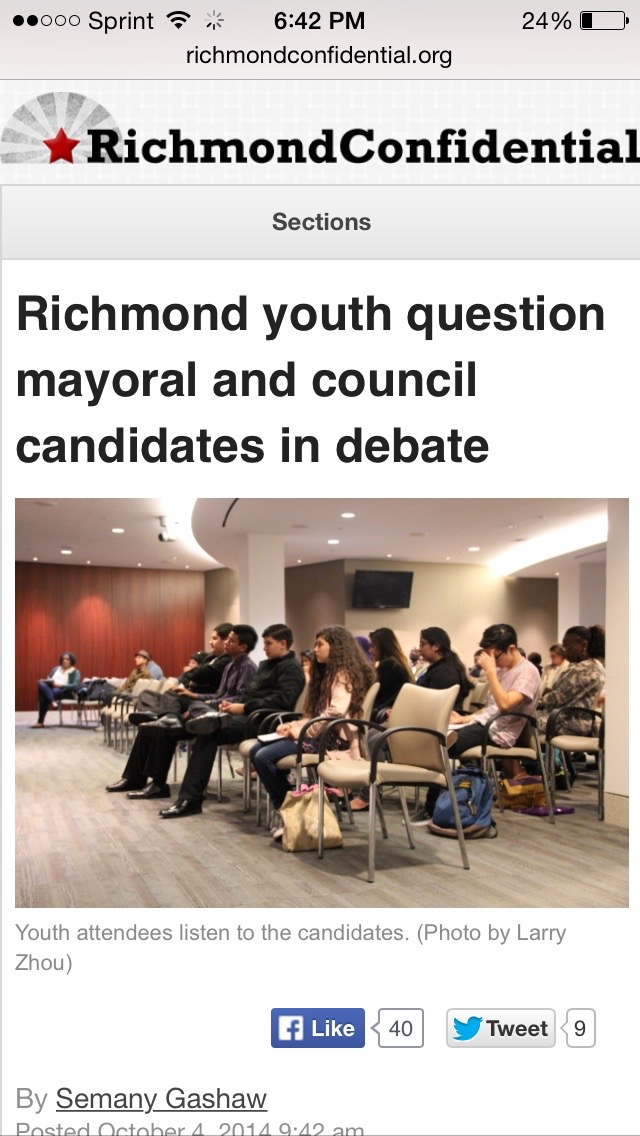 Sprint 6:42 PM 24%
richmondconfidential.org
RichmondConfidential
Sections
Richmond youth question
mayoral and council
candidates in debate
Youth attendees listen to the candidates. (Photo by Larry
Zhou)
Like 40 Tweet 9
By Semany Gashaw
Posted October 4, 2014 9:42 am